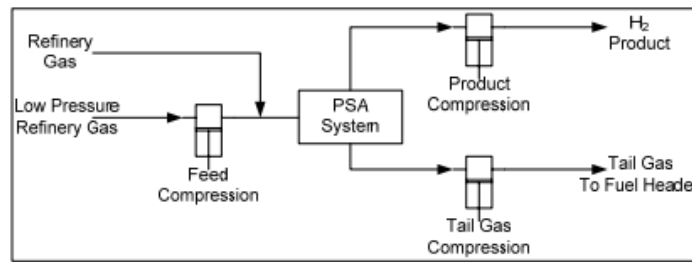 Refinery
Gas
Low Pressure
Refinery Gas
Feed
Compression
PSA
System
Product
Compression
H2
Product
Tail Gas
Compression
Tail Gas
To Fuel Heade